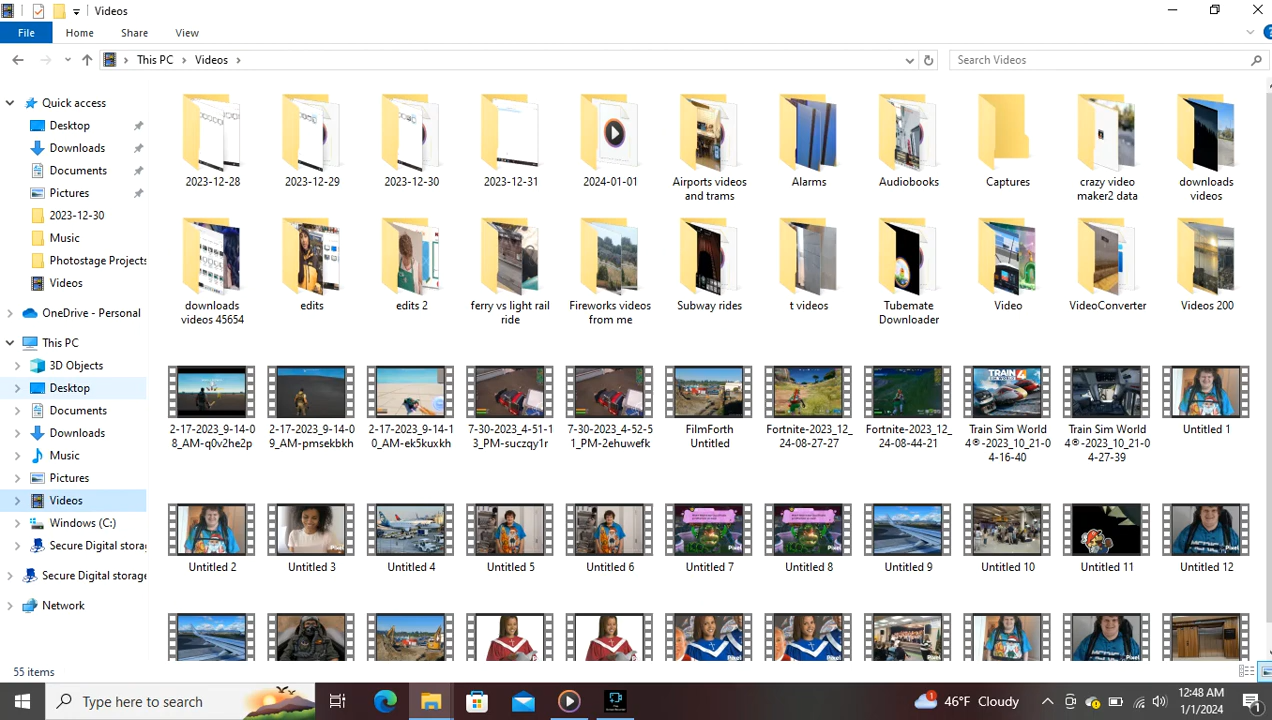 Videos
File Home Share View
This PC Videos
Search Videos
Quick access
Desktop
Downloads
Documents
Pictures
2023-12-30
Music
Photostage Projects
Videos
OneDrive - Personal
This PC
3D Objects
Desktop
Documents
Downloads
Music
Pictures
Videos
Windows (C:)
Secure Digital storag
Secure Digital storage
Network
2023-12-28
2023-12-29
2023-12-30
2023-12-31
2024-01-01
Airports videos
and trams
Alarms
Audiobooks
Captures
crazy video
maker2 data
downloads
videos
downloads
videos 45654
edits
edits 2
ferry vs light rail
ride
Fireworks videos
from me
Subway rides
t videos
Tubemate
Downloader
Video
VideoConverter
Videos 200
2-17-2023_9-14-0
8_AM-q0v2he2p
2-17-2023_9-14-0
9_AM-pmsekbkh
2-17-2023_9-14-1
0_AM-ek5kuxkh
7-30-2023_4-51-1
3_PM-suczqy1r
7-30-2023_4-52-5
1_PM-2ehuwefk
FilmForth
Untitled
Fortnite-2023_12_
24-08-27-27
Fortnite-2023_12_
24-08-44-21
TRAIN 4
Train Sim World
4®-2023_10_21-0
4-16-40
Train Sim World
4®-2023_10_21-0
4-27-39
Untitled 1
Untitled 2
Untitled 3
Untitled 4
Untitled 5
Untitled 6
Untitled 7
Untitled 8
Untitled 9
Untitled 10
Untitled 11
Untitled 12
55 items
Type here to search
1
46°F Cloudy
12:48 AM
1/1/2024
1